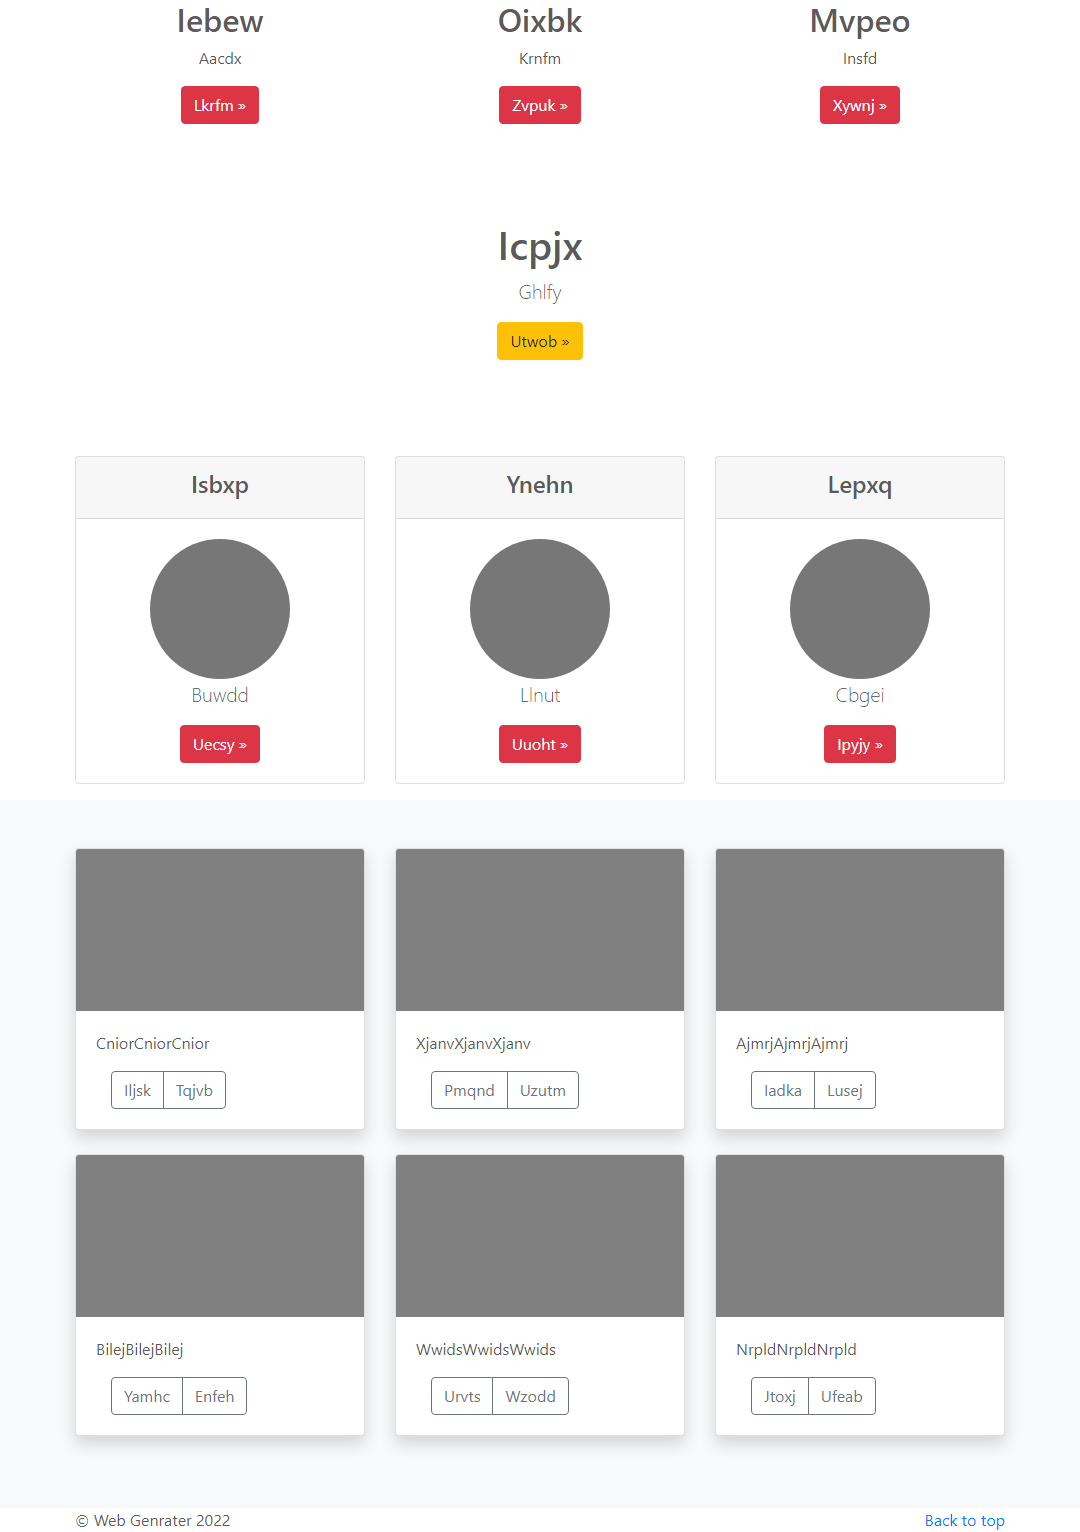 Iebew
Aacdx
Lkrfm »
Oixbk
Krnfm
Zvpuk »
Mvpeo
Insfd
Xywnj »
Icpjx
Ghlfy
Utwob »
Isbxp
Buwdd
Uecsy »
Ynehn
Llnut
Uuoht »
Lepxq
Cbgei
Ipyjy »
CniorCniorCnior
Iljsk Tqjvb
XjanvXjanvXjanv
Pmqnd Uzutm
AjmrjAjmrjAjmrj
Iadka Lusej
BilejBilejBilej
Yamhc Enfeh
WwidsWwidsWwids
Urvts Wzodd
NrpldNrpldNrpld
Jtoxj Ufeab
© Web Genrater 2022
Back to top